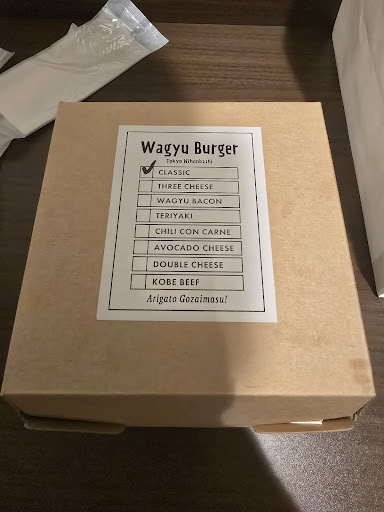 Wagyu Burger
Tokyo Nihonbashi
CLASSIC
THREE CHEESE
WAGYU BACON
TERIYAKI
CHILI CON CARNE
AVOCADO CHEESE
DOUBLE CHEESE
KOBE BEEF
Arigato Gozaimasu!